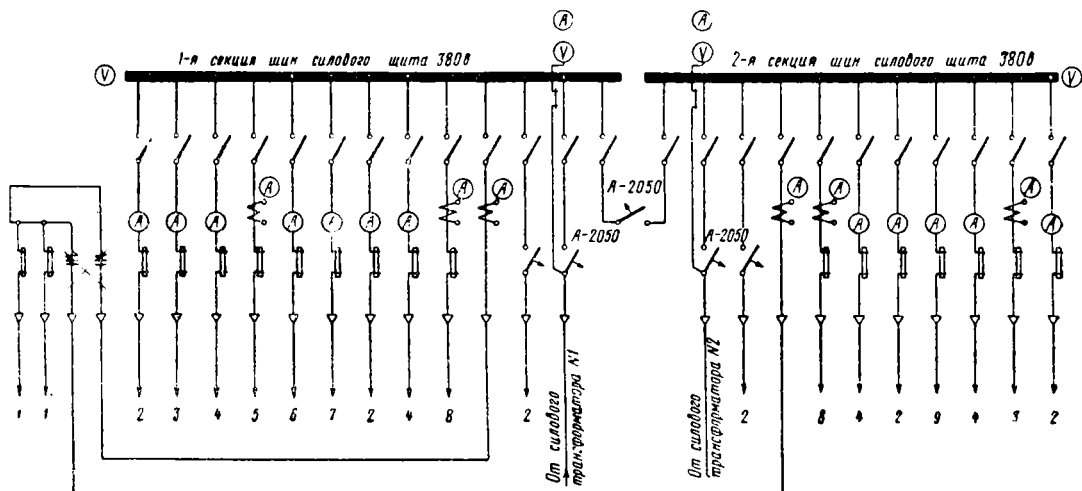 A A
V V
1-я секция шин силового щита 380в
2-я секция шин силового щита 380в
V V
A A A A A A
A-2050
A-2050
A-2050
A A A A A A A A A A A A
От силового трансформатора N1
От силового трансформатора N2
1 1 2 3 4 5 6 7 2 4 8 2 2 8 4 2 9 4 3 2